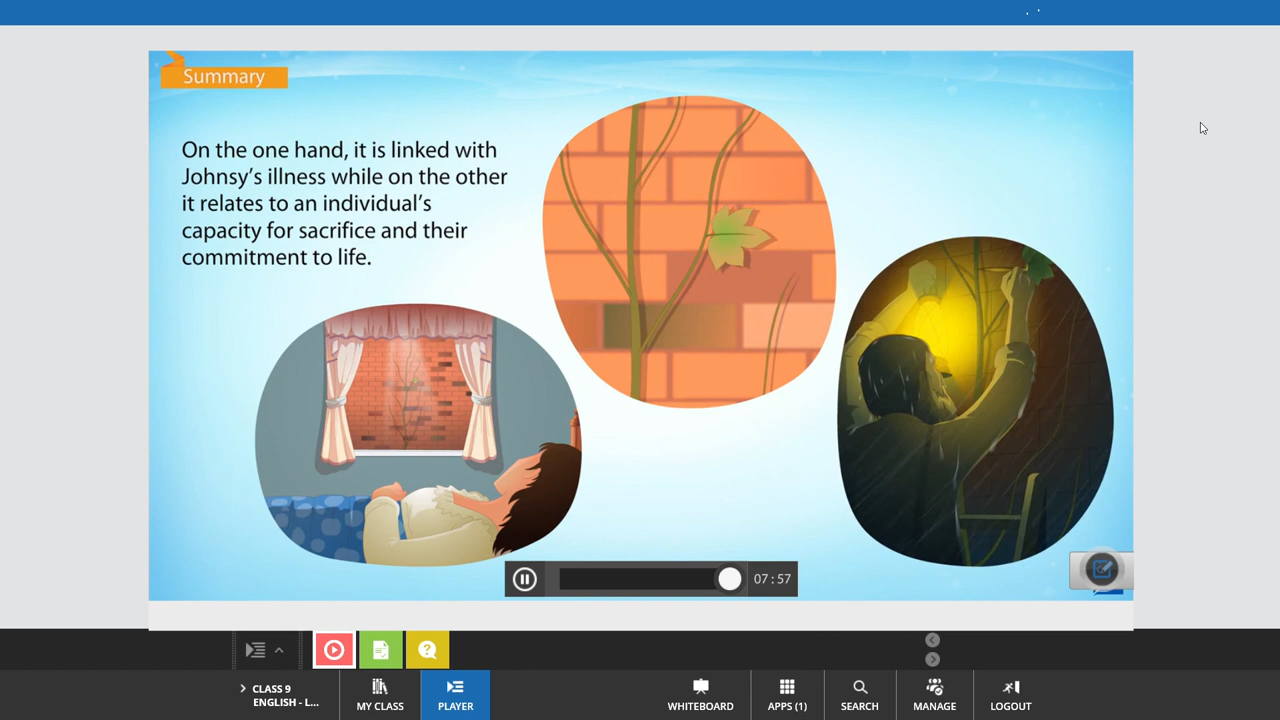 Summary
On the one hand, it is linked with
Johnsy's illness while on the other
it relates to an individual's
capacity for sacrifice and their
commitment to life.
07 : 57
CLASS 9
ENGLISH - L...
MY CLASS
PLAYER
WHITEBOARD
APPS (1)
SEARCH
MANAGE
LOGOUT